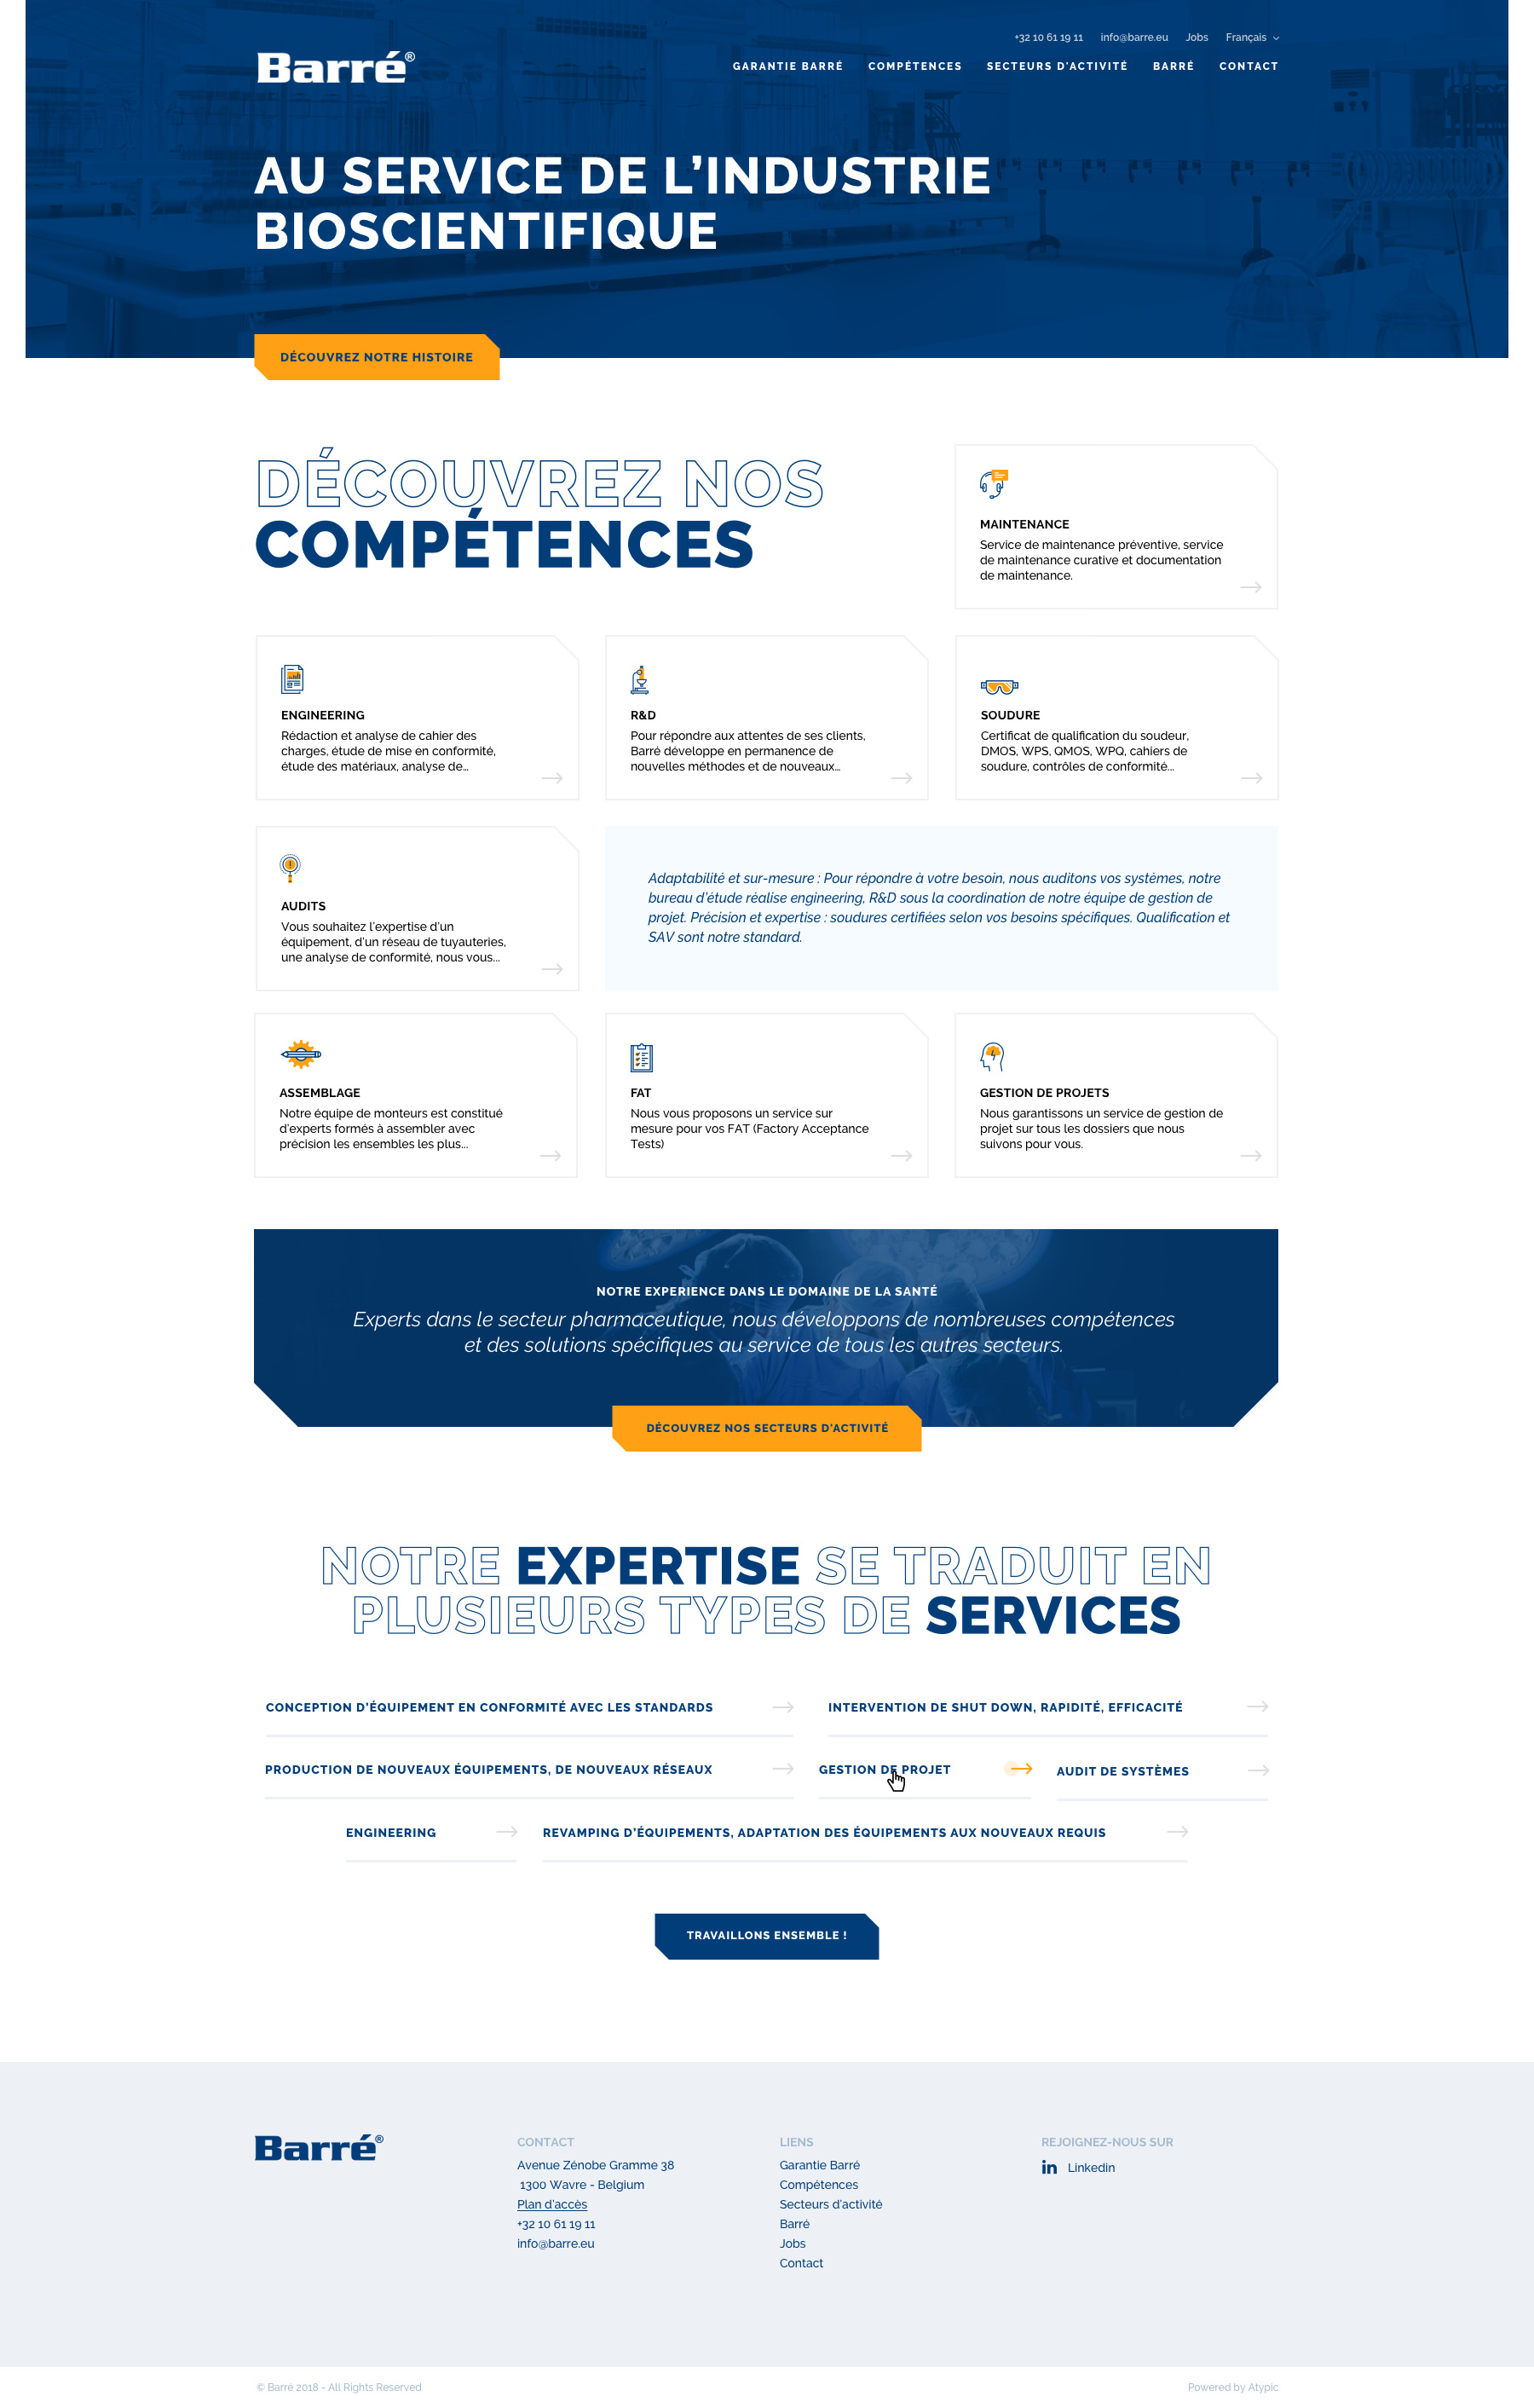 +32 10 61 19 11 info@barre.eu Jobs Français
Barré®
GARANTIE BARRÉ COMPÉTENCES SECTEURS D'ACTIVITÉ BARRÉ CONTACT
AU SERVICE DE L'INDUSTRIE
BIOSCIENTIFIQUE
DÉCOUVREZ NOTRE HISTOIRE
DÉCOUVREZ NOS
COMPÉTENCES
MAINTENANCE
Service de maintenance préventive, service
de maintenance curative et documentation
de maintenance.
ENGINEERING
Rédaction et analyse de cahier des
charges, étude de mise en conformité,
étude des matériaux, analyse de...
R&D
Pour répondre aux attentes de ses clients,
Barré développe en permanence de
nouvelles méthodes et de nouveaux...
SOUDURE
Certificat de qualification du soudeur,
DMOS, WPS, QMOS, WPQ, cahiers de
soudure, contrôles de conformité...
AUDITS
Vous souhaitez l'expertise d'un
équipement, d'un réseau de tuyauteries,
une analyse de conformité, nous vous...
Adaptabilité et sur-mesure : Pour répondre à votre besoin, nous auditons vos systèmes, notre
bureau d'étude réalise engineering, R&D sous la coordination de notre équipe de gestion de
projet. Précision et expertise : soudures certifiées selon vos besoins spécifiques. Qualification et
SAV sont notre standard.
ASSEMBLAGE
Notre équipe de monteurs est constitué
d'experts formés à assembler avec
précision les ensembles les plus...
FAT
Nous vous proposons un service sur
mesure pour vos FAT (Factory Acceptance
Tests)
GESTION DE PROJETS
Nous garantissons un service de gestion de
projet sur tous les dossiers que nous
suivons pour vous.
NOTRE EXPERIENCE DANS LE DOMAINE DE LA SANTÉ
Experts dans le secteur pharmaceutique, nous développons de nombreuses compétences
et des solutions spécifiques au service de tous les autres secteurs.
DÉCOUVREZ NOS SECTEURS D'ACTIVITÉ
NOTRE EXPERTISE SE TRADUIT EN
PLUSIEURS TYPES DE SERVICES
CONCEPTION D'ÉQUIPEMENT EN CONFORMITÉ AVEC LES STANDARDS
INTERVENTION DE SHUT DOWN, RAPIDITÉ, EFFICACITÉ
PRODUCTION DE NOUVEAUX ÉQUIPEMENTS, DE NOUVEAUX RÉSEAUX
GESTION DE PROJET
AUDIT DE SYSTÈMES
ENGINEERING
REVAMPING D'ÉQUIPEMENTS, ADAPTATION DES ÉQUIPEMENTS AUX NOUVEAUX REQUIS
TRAVAILLONS ENSEMBLE !
Barré®
CONTACT
Avenue Zénobe Gramme 38
1300 Wavre - Belgium
Plan d'accès
+32 10 61 19 11
info@barre.eu
LIENS
Garantie Barré
Compétences
Secteurs d'activité
Barré
Jobs
Contact
REJOIGNEZ-NOUS SUR
in Linkedin
© Barré 2018 - All Rights Reserved
Powered by Atypic